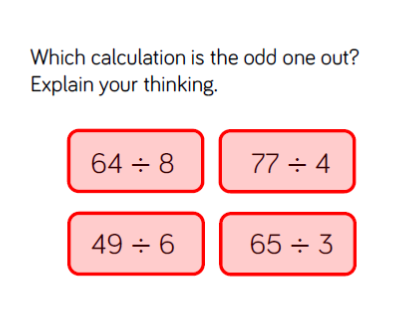 Which calculation is the odd one out?
Explain your thinking.
64 ÷ 8
77 ÷ 4
49 ÷ 6
65 ÷ 3